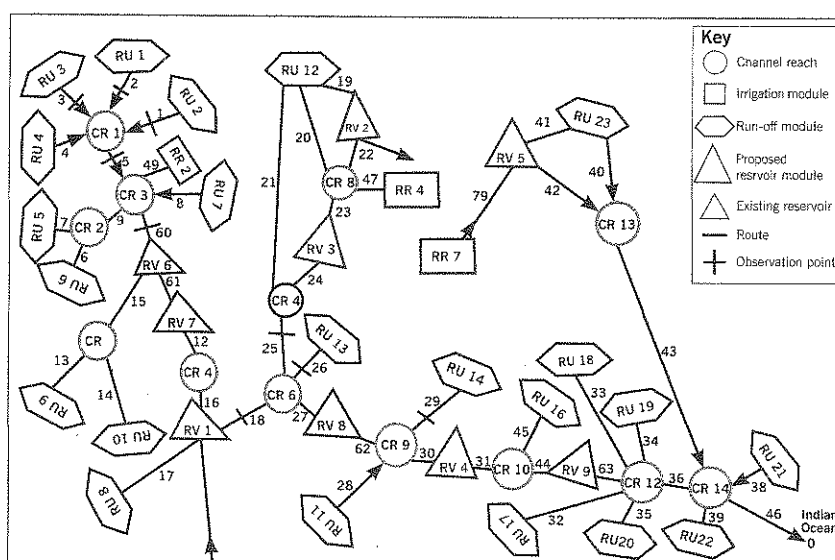 RU 3
RU 1
RU 2
RU 4
CR 1
3
2
1
4
5
49
RR 2
CR 3
RU 7
8
RU 5
7
CR 2
9
6
RU 6
60
RV 6
61
15
RV 7
12
CR
13
14
RU 9
RU 10
CR 4
16
RV 1
18
17
RU 8
RU 12
19
20
21
RV 2
22
CR 8
47
RR 4
23
RV 3
24
CR 4
25
RU 13
26
CR 6
27
RV 8
62
CR 9
28
RU 11
29
RU 14
30
RV 4
31
CR 10
45
RU 16
44
RV 9
63
41
RU 23
RV 5
40
42
79
RR 7
CR 13
43
RU 18
33
RU 19
34
CR 12
36
CR 14
RU 21
38
32
RU 17
35
RU20
39
RU22
46
Indian
Ocean
0
Key
Channel reach
Irrigation module
Run-off module
Proposed
resrvoir module
Existing reservoir
Route
Observation point